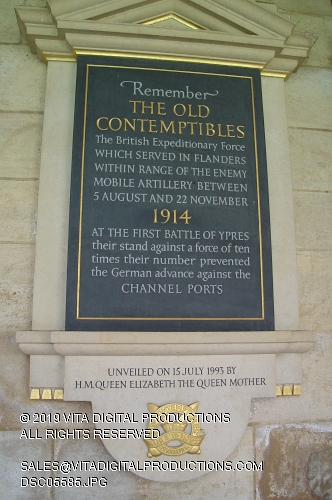 Remember
THE OLD
CONTEMPTIBLES
The British Expeditionary Force
WHICH SERVED IN FLANDERS
WITHIN RANGE OF THE ENEMY
MOBILE ARTILLERY BETWEEN
5 AUGUST AND 22 NOVEMBER
1914
AT THE FIRST BATTLE OF YPRES
their stand against a force of ten
times their number prevented
the German advance against the
CHANNEL PORTS
UNVEILED ON 15 JULY 1993 BY
H.M.QUEEN ELIZABETH THE QUEEN MOTHER
© 2019 VITA DIGITAL PRODUCTIONS
ALL RIGHTS RESERVED
SALES@VITADIGITALPRODUCTIONS.COM
DSC05585.JPG